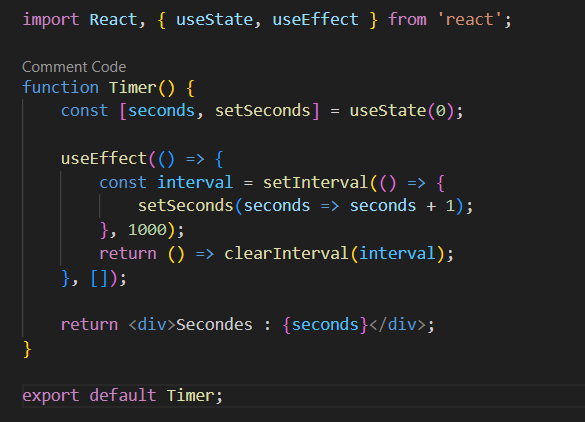 import React, { useState, useEffect } from 'react';
Comment Code
function Timer() {
const [seconds, setSeconds] = useState(0);
useEffect(() => {
const interval = setInterval(() => {
setSeconds(seconds => seconds + 1);
}, 1000);
return () => clearInterval(interval);
}, []);
return <div>Secondes : {seconds}</div>;
}
export default Timer;